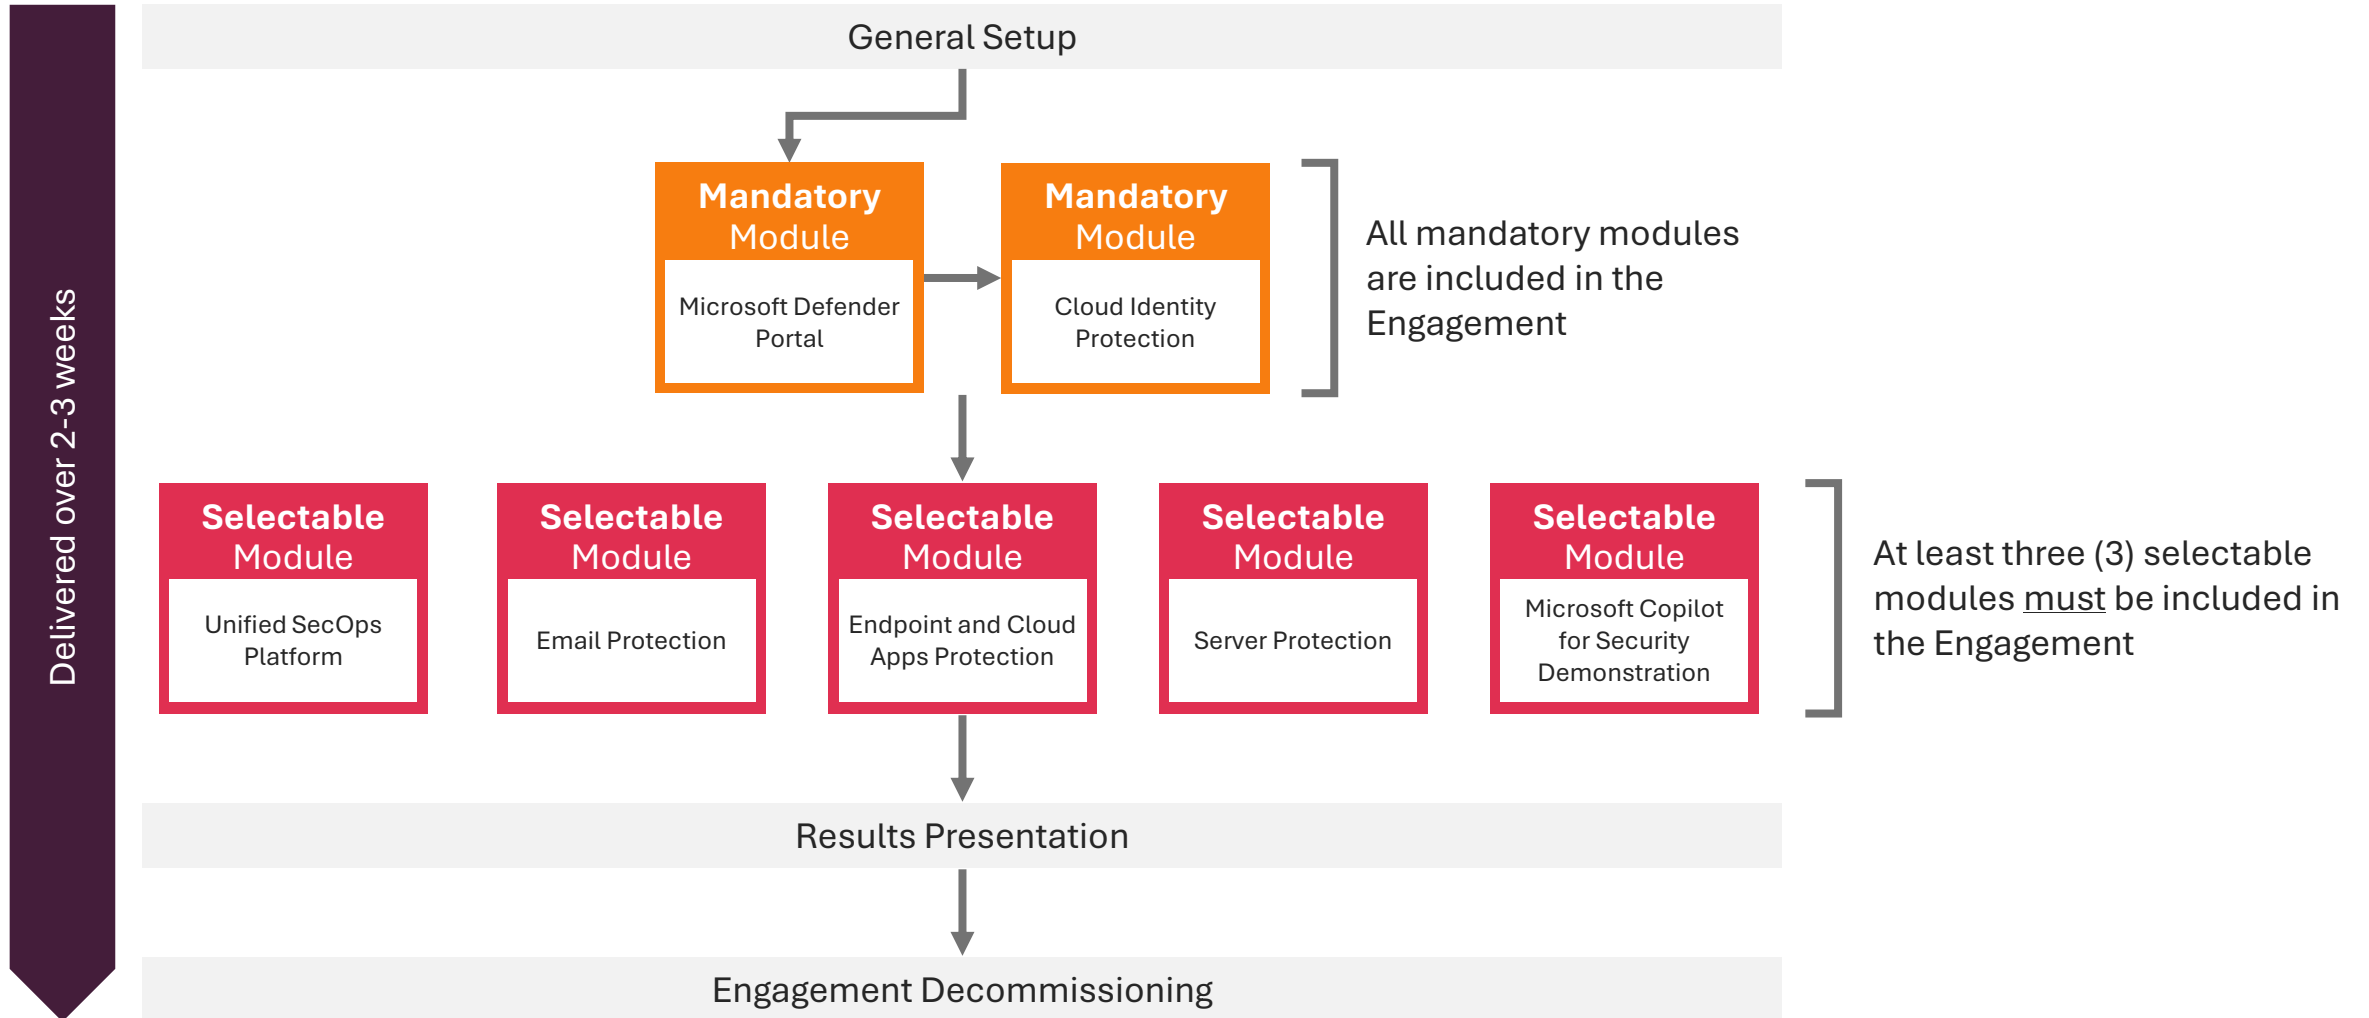 General Setup
Mandatory
Module
Microsoft Defender
Portal
Mandatory
Module
Cloud Identity
Protection
All mandatory modules
are included in the
Engagement
Delivered over 2-3 weeks
Selectable
Module
Unified SecOps
Platform
Selectable
Module
Email Protection
Selectable
Module
Endpoint and Cloud
Apps Protection
Selectable
Module
Server Protection
Selectable
Module
Microsoft Copilot
for Security
Demonstration
At least three (3) selectable
modules must be included in
the Engagement
Results Presentation
Engagement Decommissioning